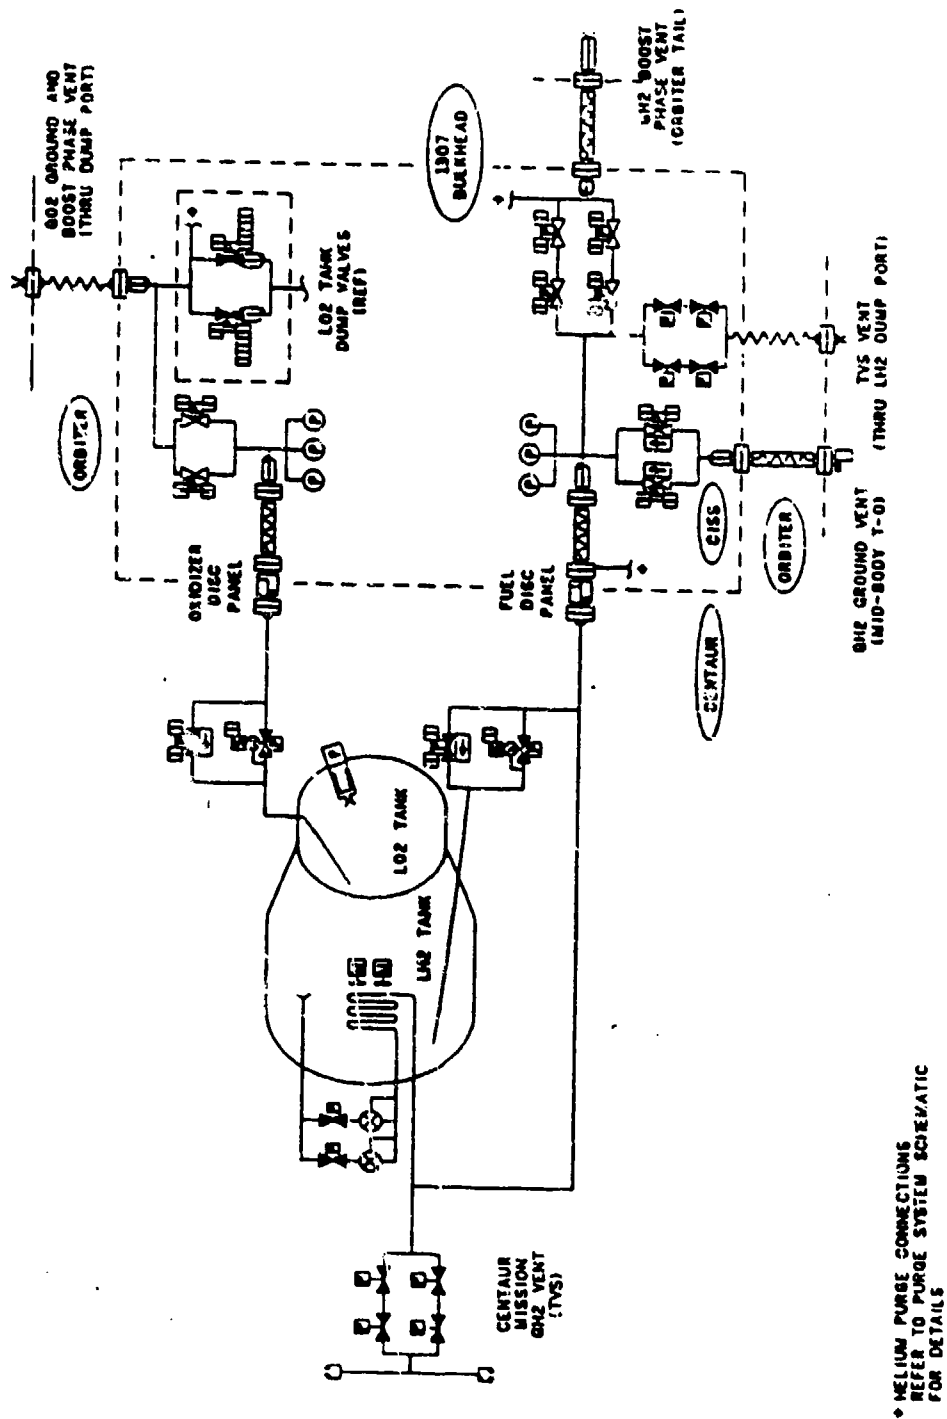 GO2 GROUND AND
BOOST PHASE VENT
(THRU DUMP PORT)
ORBITER
LO2 TANK
DUMP VALVES
(REF)
1307
BULKHEAD
GH2 BOOST
PHASE VENT
(ORBITER TAIL)
OXIDIZER
DISC
PANEL
P
P
P
FUEL
DISC
PANEL
P
P
P
CISS
ORBITER
CENTAUR
TVS VENT
(THRU LH2 DUMP PORT)
GH2 GROUND VENT
(MID-BODY T-0)
LO2 TANK
LH2 TANK
CENTAUR
MISSION
GH2 VENT
(TVS)
HELIUM PURGE CONNECTIONS
REFER TO PURGE SYSTEM SCHEMATIC
FOR DETAILS